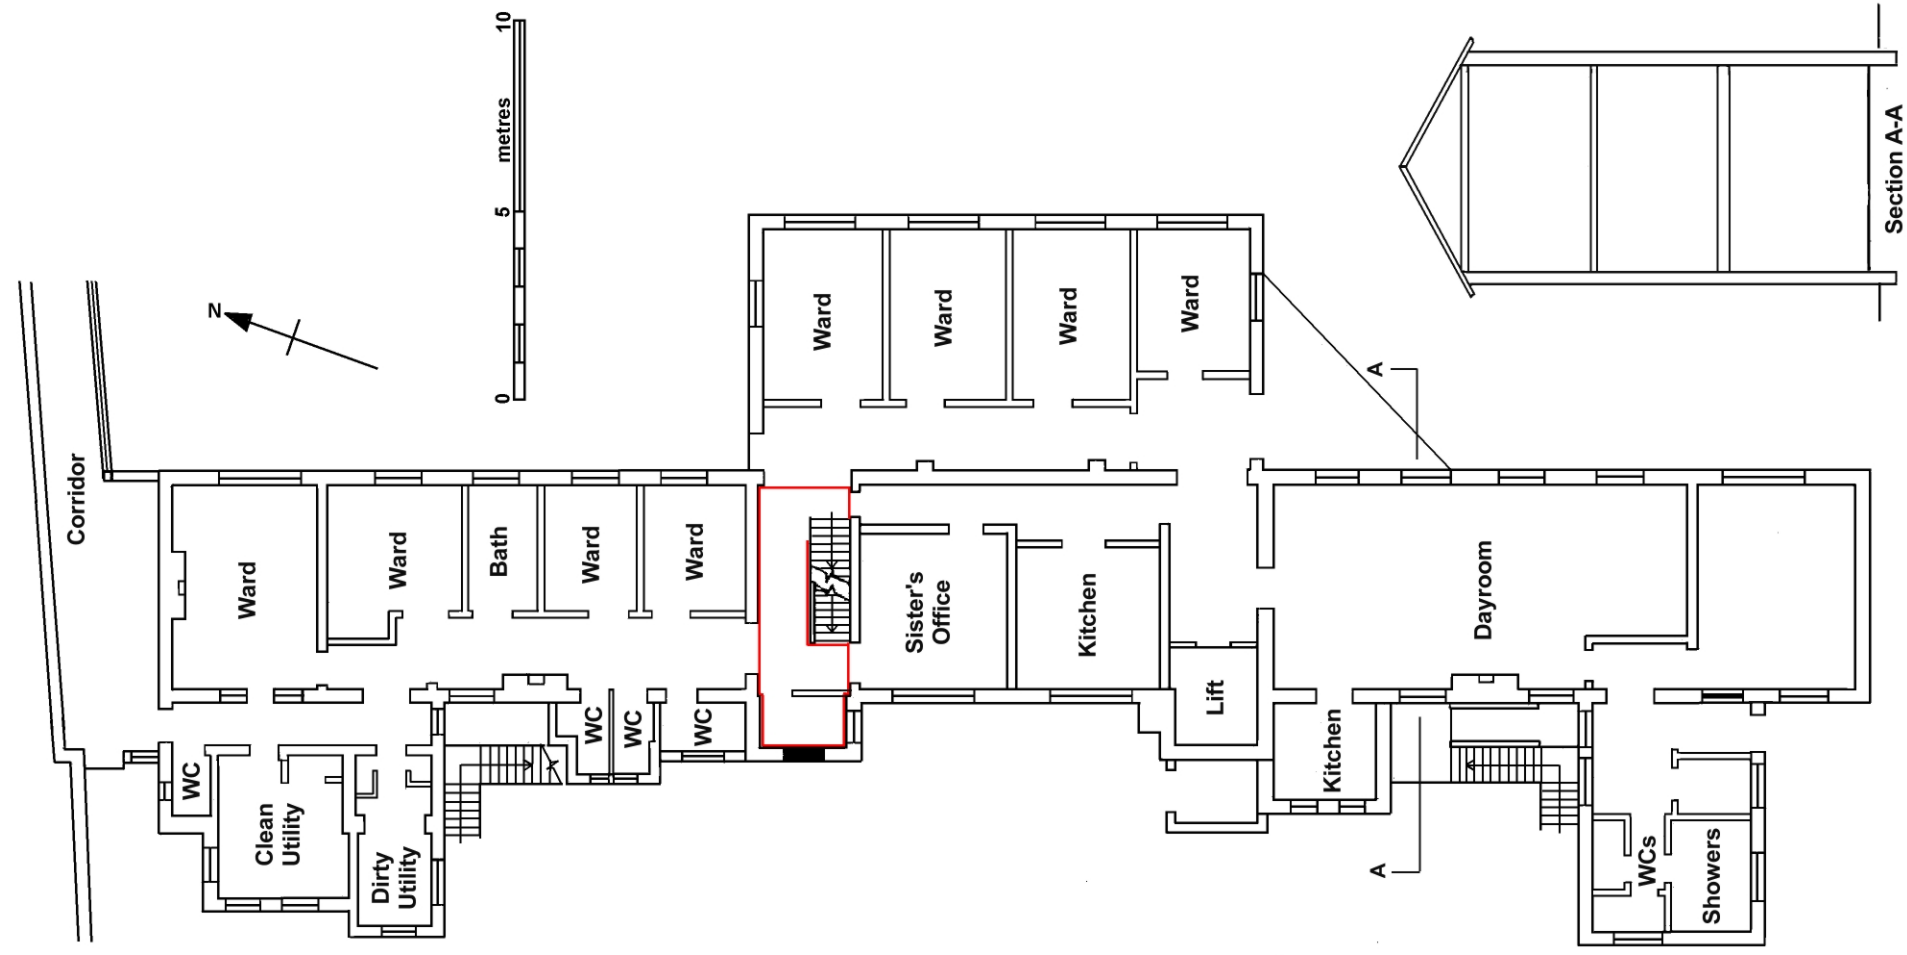 10
metres
5
0
N
Corridor
Section A-A
Ward
Ward
Ward
Ward
A
Ward
Ward
Bath
Ward
Ward
Sister's
Office
Kitchen
Dayroom
Lift
Kitchen
WC
WC
WC
WC
Clean
Utility
Dirty
Utility
A
WCs
Showers